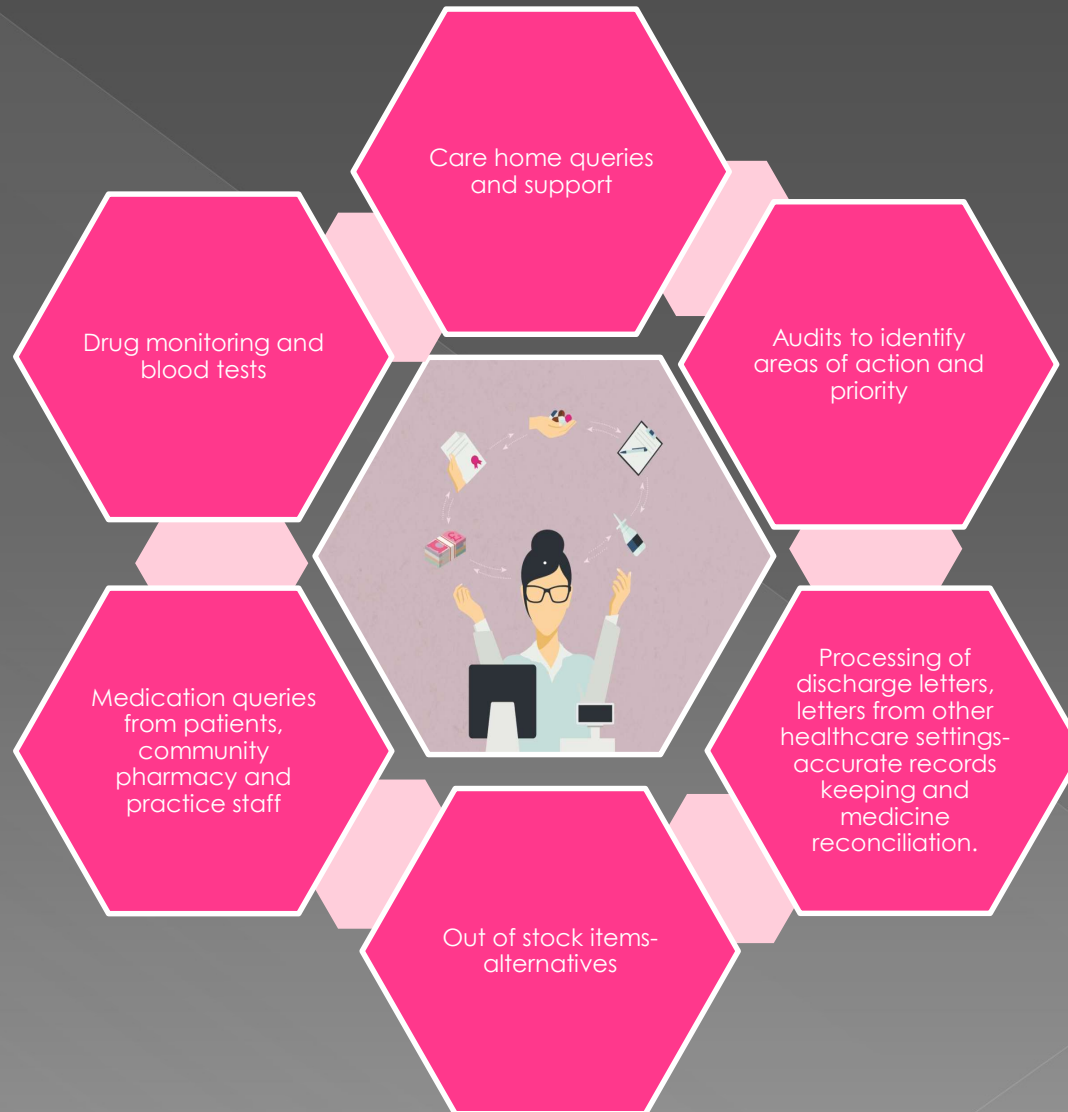 Care home queries
and support
Audits to identify
areas of action and
priority
Processing of
discharge letters,
letters from other
healthcare settings-
accurate records
keeping and
medicine
reconciliation.
Out of stock items-
alternatives
Medication queries
from patients,
community
pharmacy and
practice staff
Drug monitoring and
blood tests